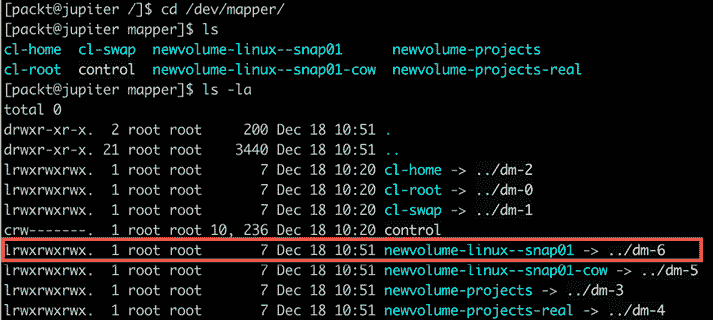 [packt@jupiter /]$ cd /dev/mapper/
[packt@jupiter mapper]$ ls
cl-home  cl-swap  newvolume-linux--snap01      newvolume-projects
cl-root  control  newvolume-linux--snap01-cow  newvolume-projects-real
[packt@jupiter mapper]$ ls -la
total 0
drwxr-xr-x.  2 root root     200 Dec 18 10:51 .
drwxr-xr-x. 21 root root    3440 Dec 18 10:51 ..
lrwxrwxrwx.  1 root root       7 Dec 18 10:20 cl-home -> ../dm-2
lrwxrwxrwx.  1 root root       7 Dec 18 10:20 cl-root -> ../dm-0
lrwxrwxrwx.  1 root root       7 Dec 18 10:20 cl-swap -> ../dm-1
crw-------.  1 root root 10, 236 Dec 18 10:20 control
lrwxrwxrwx.  1 root root       7 Dec 18 10:51 newvolume-linux--snap01 -> ../dm-6
lrwxrwxrwx.  1 root root       7 Dec 18 10:51 newvolume-linux--snap01-cow -> ../dm-5
lrwxrwxrwx.  1 root root       7 Dec 18 10:51 newvolume-projects -> ../dm-3
lrwxrwxrwx.  1 root root       7 Dec 18 10:51 newvolume-projects-real -> ../dm-4